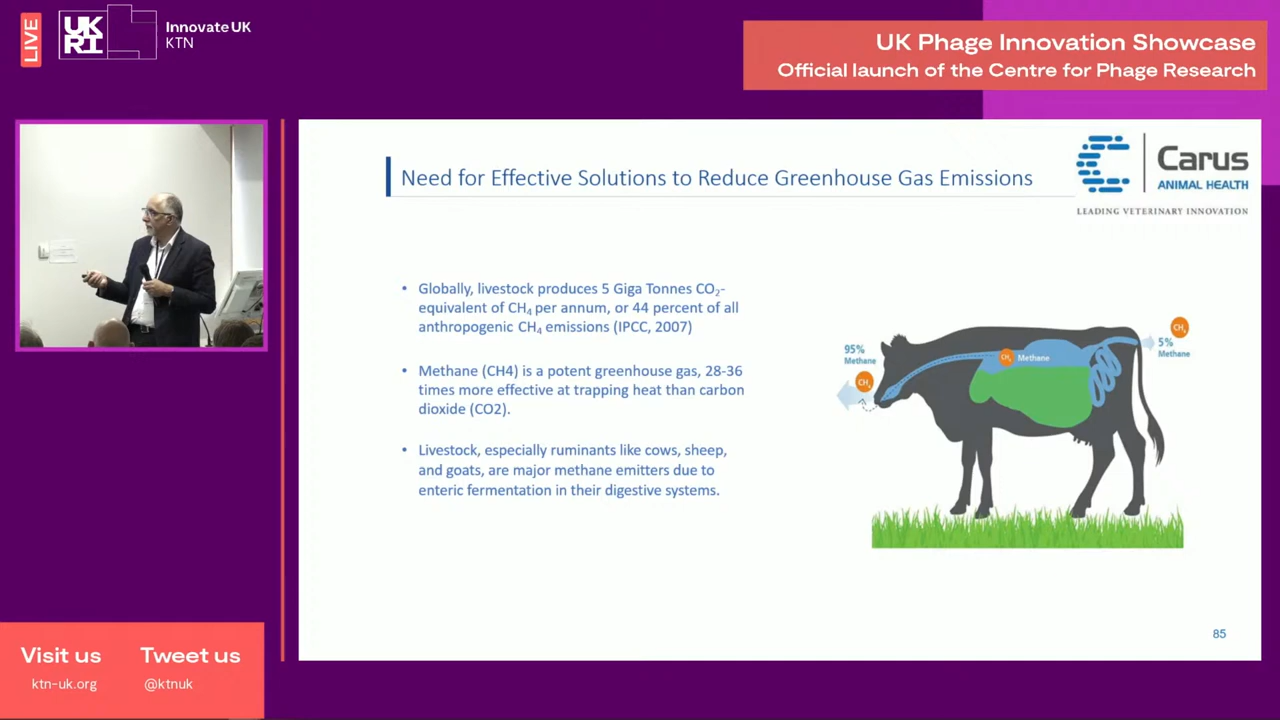 LIVE
UK
RI
Innovate UK
KTN
UK Phage Innovation Showcase
Official launch of the Centre for Phage Research
Need for Effective Solutions to Reduce Greenhouse Gas Emissions
Carus
ANIMAL HEALTH
LEADING VETERINARY INNOVATION
• Globally, livestock produces 5 Giga Tonnes CO₂-
equivalent of CH₄ per annum, or 44 percent of all
anthropogenic CH₄ emissions (IPCC, 2007)
• Methane (CH4) is a potent greenhouse gas, 28-36
times more effective at trapping heat than carbon
dioxide (CO2).
• Livestock, especially ruminants like cows, sheep,
and goats, are major methane emitters due to
enteric fermentation in their digestive systems.
95%
Methane
CH₄
CH₄ Methane
CH₄
5%
Methane
85
Visit us
ktn-uk.org
Tweet us
@ktnuk